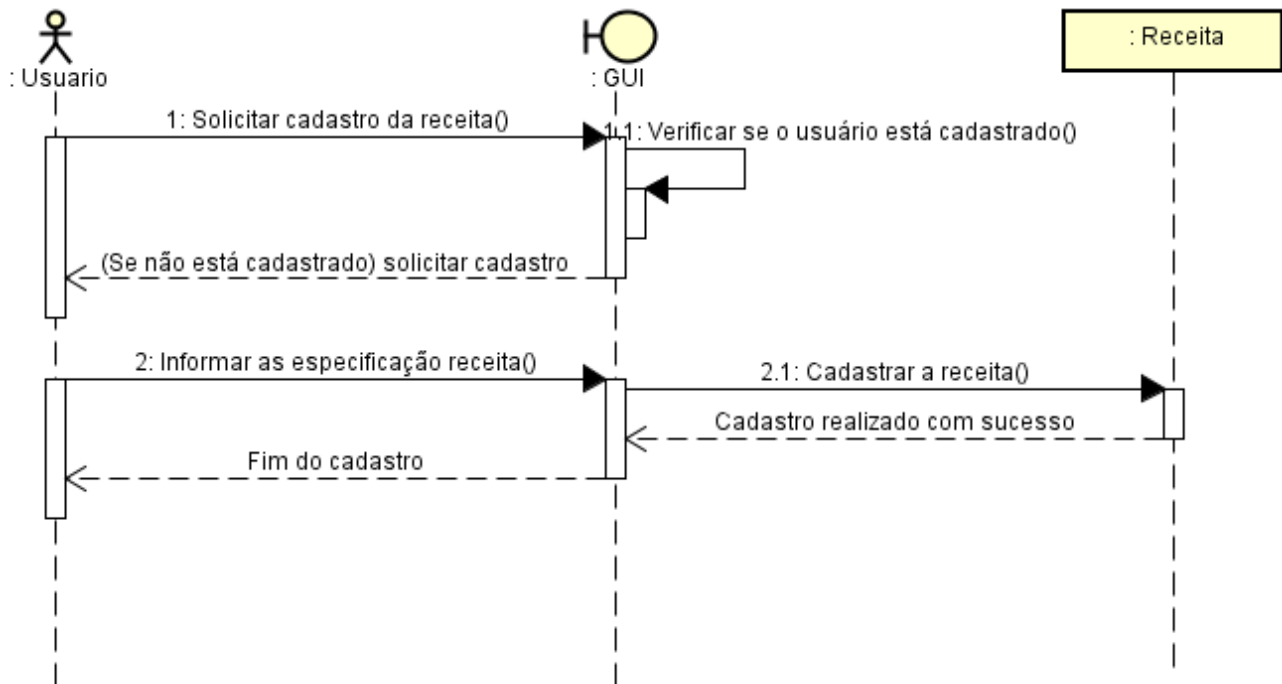 : Usuario
: GUI
: Receita
1: Solicitar cadastro da receita()
1.1: Verificar se o usuário está cadastrado()
(Se não está cadastrado) solicitar cadastro
2: Informar as especificação receita()
2.1: Cadastrar a receita()
Cadastro realizado com sucesso
Fim do cadastro